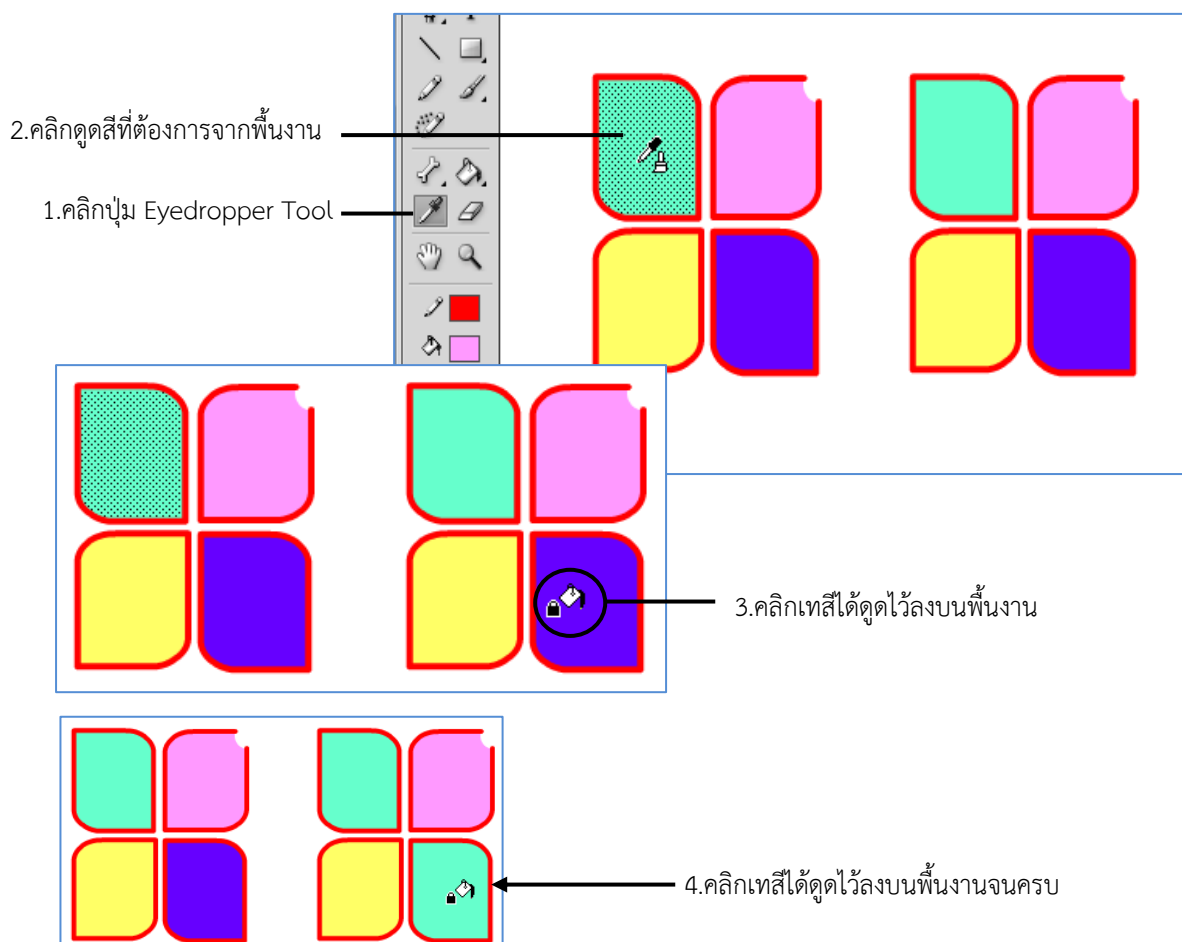 2.คลิกดูดสีที่ต้องการจากพื้นงาน
1.คลิกปุ่ม Eyedropper Tool
3.คลิกเทสีได้ดูดไว้ลงบนพื้นงาน
4.คลิกเทสีได้ดูดไว้ลงบนพื้นงานจนครบ